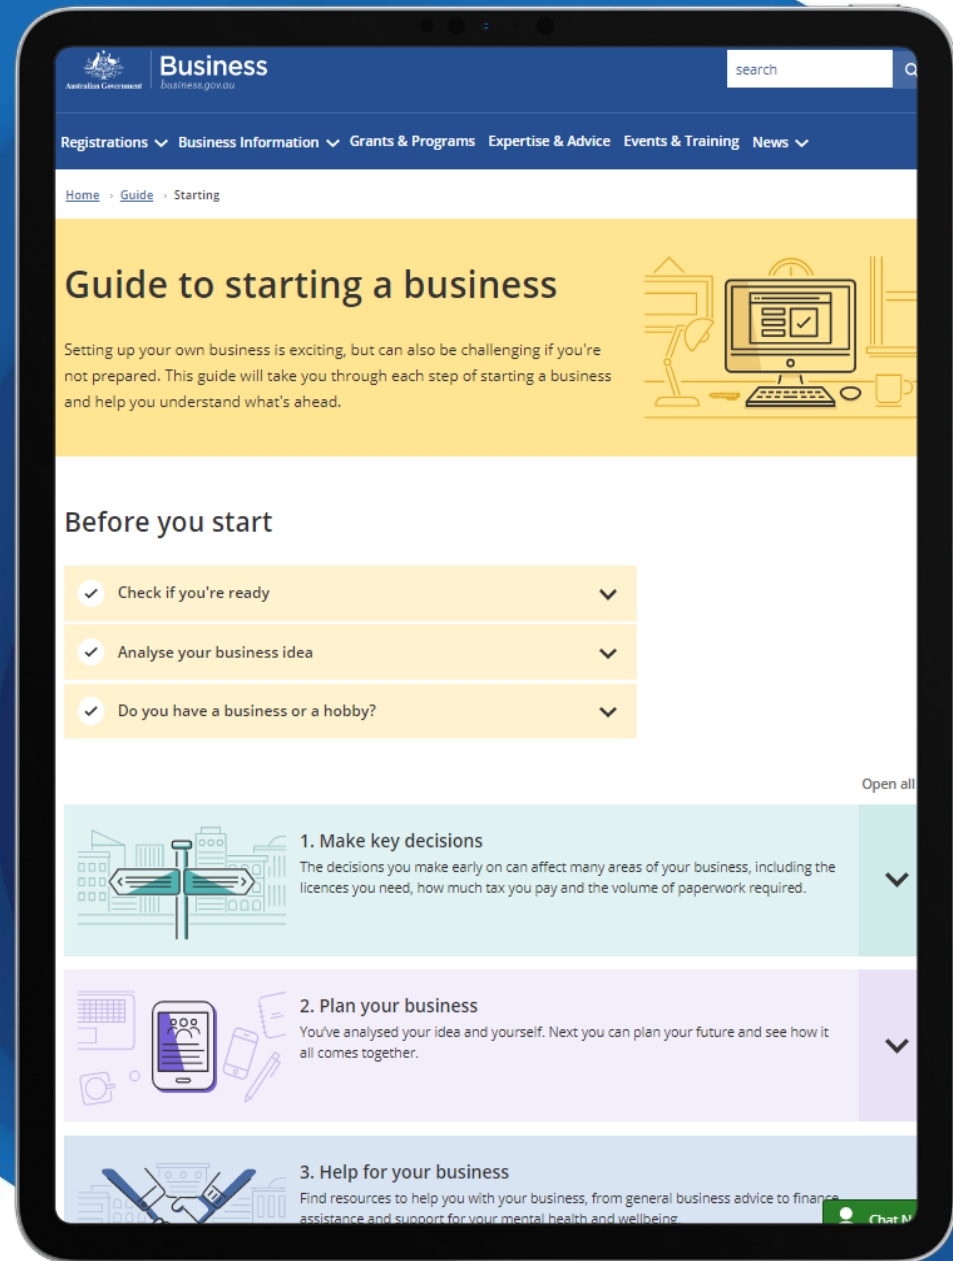 Australian Government
Business
business.gov.au
search
Registrations
Business Information
Grants & Programs
Expertise & Advice
Events & Training
News
Home › Guide › Starting
Guide to starting a business
Setting up your own business is exciting, but can also be challenging if you're
not prepared. This guide will take you through each step of starting a business
and help you understand what's ahead.
Before you start
Check if you're ready
Analyse your business idea
Do you have a business or a hobby?
Open all
1. Make key decisions
The decisions you make early on can affect many areas of your business, including the
licences you need, how much tax you pay and the volume of paperwork required.
2. Plan your business
You've analysed your idea and yourself. Next you can plan your future and see how it
all comes together.
3. Help for your business
Find resources to help you with your business, from general business advice to finance
assistance and support for your mental health and wellbeing.
Chat N